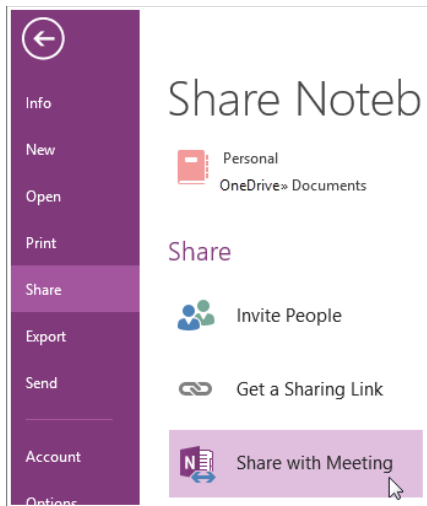 Info
New
Open
Print
Share
Export
Send
Account
Options
Share Noteb
Personal
OneDrive» Documents
Share
Invite People
Get a Sharing Link
N
Share with Meeting